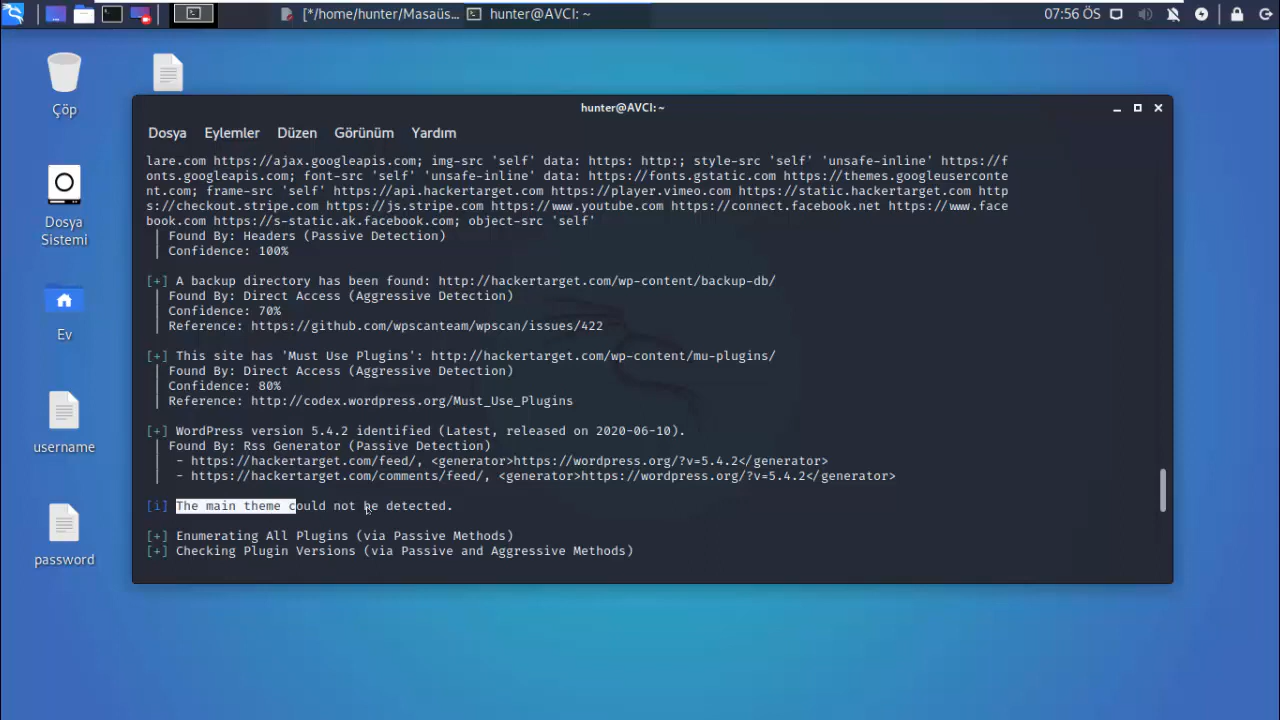 [*/home/hunter/Masaüs... hunter@AVCI: ~ 07:56 ÖS
Çöp
Dosya
Sistemi
Ev
username
password
hunter@AVCI: ~
Dosya Eylemler Düzen Görünüm Yardım
lare.com https://ajax.googleapis.com; img-src 'self' data: https: http:; style-src 'self' 'unsafe-inline' https://f
onts.googleapis.com; font-src 'self' 'unsafe-inline' data: https://fonts.gstatic.com https://themes.googleuserconte
nt.com; frame-src 'self' https://api.hackertarget.com https://player.vimeo.com https://static.hackertarget.com http
s://checkout.stripe.com https://js.stripe.com https://www.youtube.com https://connect.facebook.net https://www.face
book.com https://s-static.ak.facebook.com; object-src 'self'
| Found By: Headers (Passive Detection)
| Confidence: 100%
[+] A backup directory has been found: http://hackertarget.com/wp-content/backup-db/
| Found By: Direct Access (Aggressive Detection)
| Confidence: 70%
| Reference: https://github.com/wpscanteam/wpscan/issues/422
[+] This site has 'Must Use Plugins': http://hackertarget.com/wp-content/mu-plugins/
| Found By: Direct Access (Aggressive Detection)
| Confidence: 80%
| Reference: http://codex.wordpress.org/Must_Use_Plugins
[+] WordPress version 5.4.2 identified (Latest, released on 2020-06-10).
| Found By: Rss Generator (Passive Detection)
| - https://hackertarget.com/feed/, <generator>https://wordpress.org/?v=5.4.2</generator>
| - https://hackertarget.com/comments/feed/, <generator>https://wordpress.org/?v=5.4.2</generator>
[i] The main theme could not be detected.
[+] Enumerating All Plugins (via Passive Methods)
[+] Checking Plugin Versions (via Passive and Aggressive Methods)